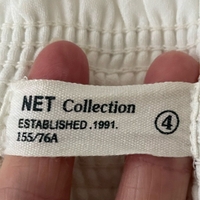 NET Collection
ESTABLISHED .1991.
155/76A
④